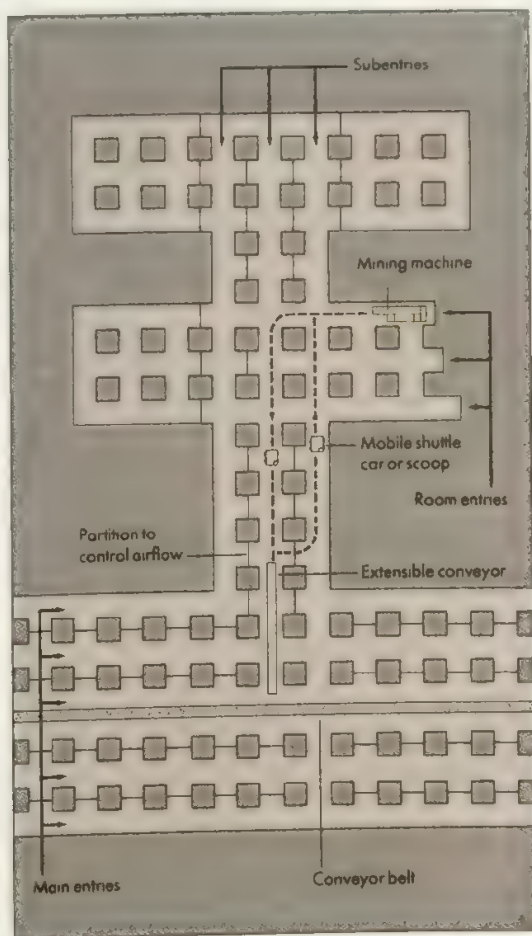 Subentries
Mining machine
Mobile shuttle
car or scoop
Room entries
Partition to
control airflow
Extensible conveyor
Main entries
Conveyor belt